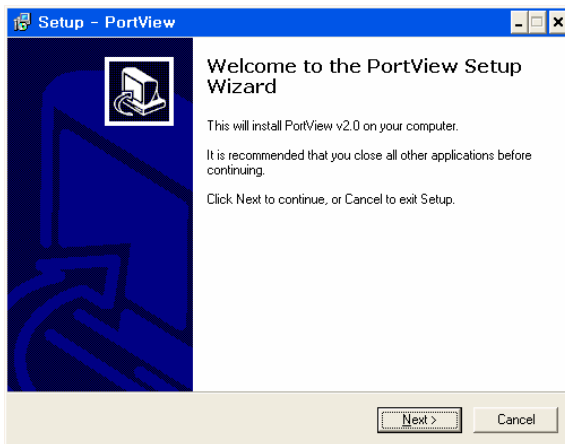 Setup - PortView
Welcome to the PortView Setup
Wizard
This will install PortView v2.0 on your computer.
It is recommended that you close all other applications before
continuing.
Click Next to continue, or Cancel to exit Setup.
Next >
Cancel